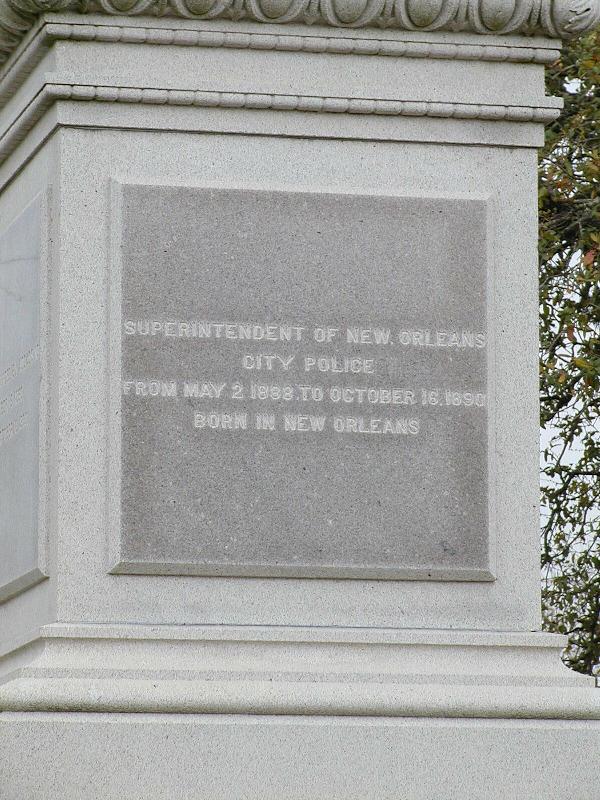 SUPERINTENDENT OF NEW, ORLEANS
CITY POLICE
FROM MAY 2 1888.TO OCTOBER 16.1890
BORN IN NEW ORLEANS